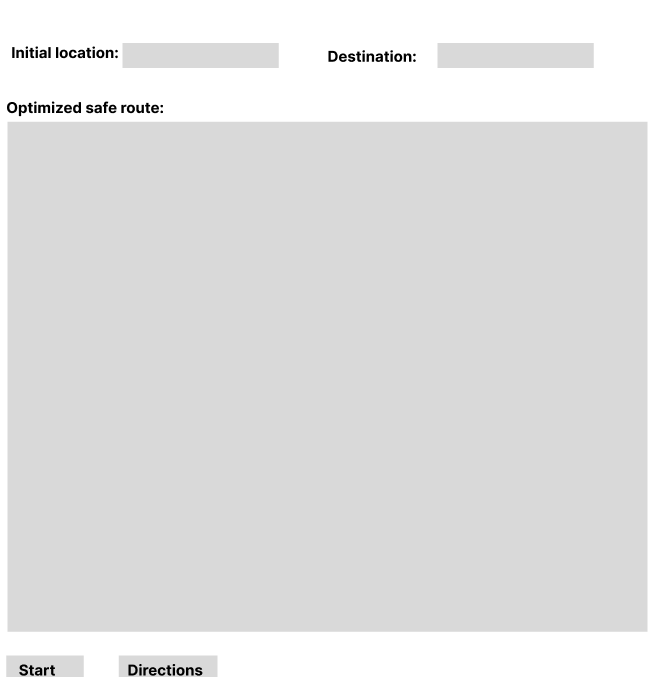 Initial location:
Destination:
Optimized safe route:
Start
Directions